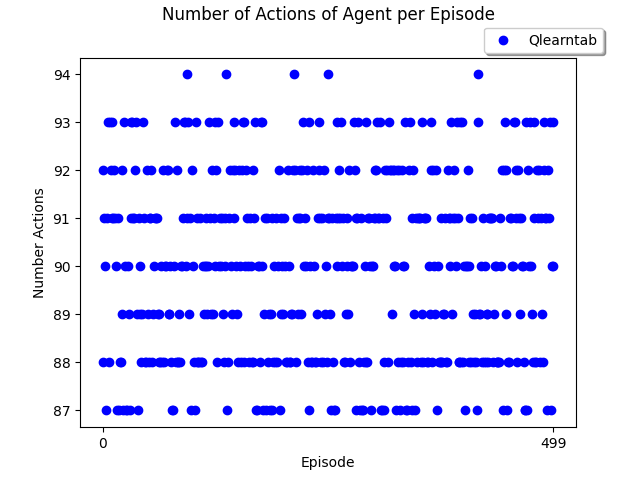 Number of Actions of Agent per Episode
Qlearntab
94
93
92
91
90
89
88
87
Number Actions
0
499
Episode